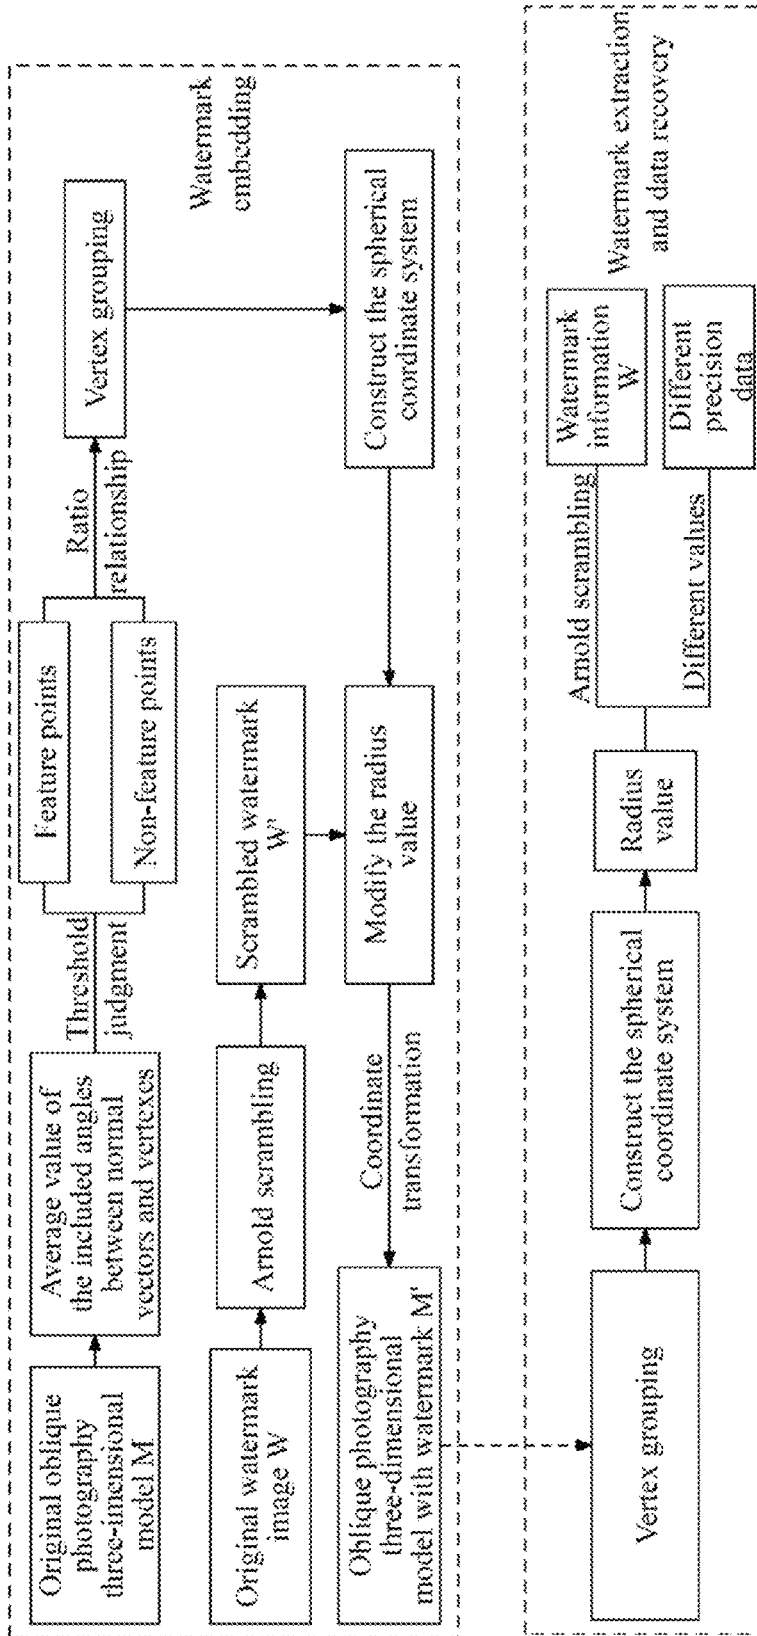 Original oblique
photography
three-imensional
model M
Average value of
the included angles
between normal
vectors and vertexes
Threshold
judgment
Feature points
Non-feature points
Ratio
relationship
Vertex grouping
Original watermark
image W
Arnold scrambling
Scrambled watermark
W'
Watermark
embedding
Oblique photography
three-dimensional
model with watermark M'
Coordinate
transformation
Modify the radius
value
Construct the spherical
coordinate system
Vertex grouping
Construct the spherical
coordinate system
Radius
value
Arnold scrambling
Different values
Watermark
information
W
Different
precision
data
Watermark extraction
and data recovery